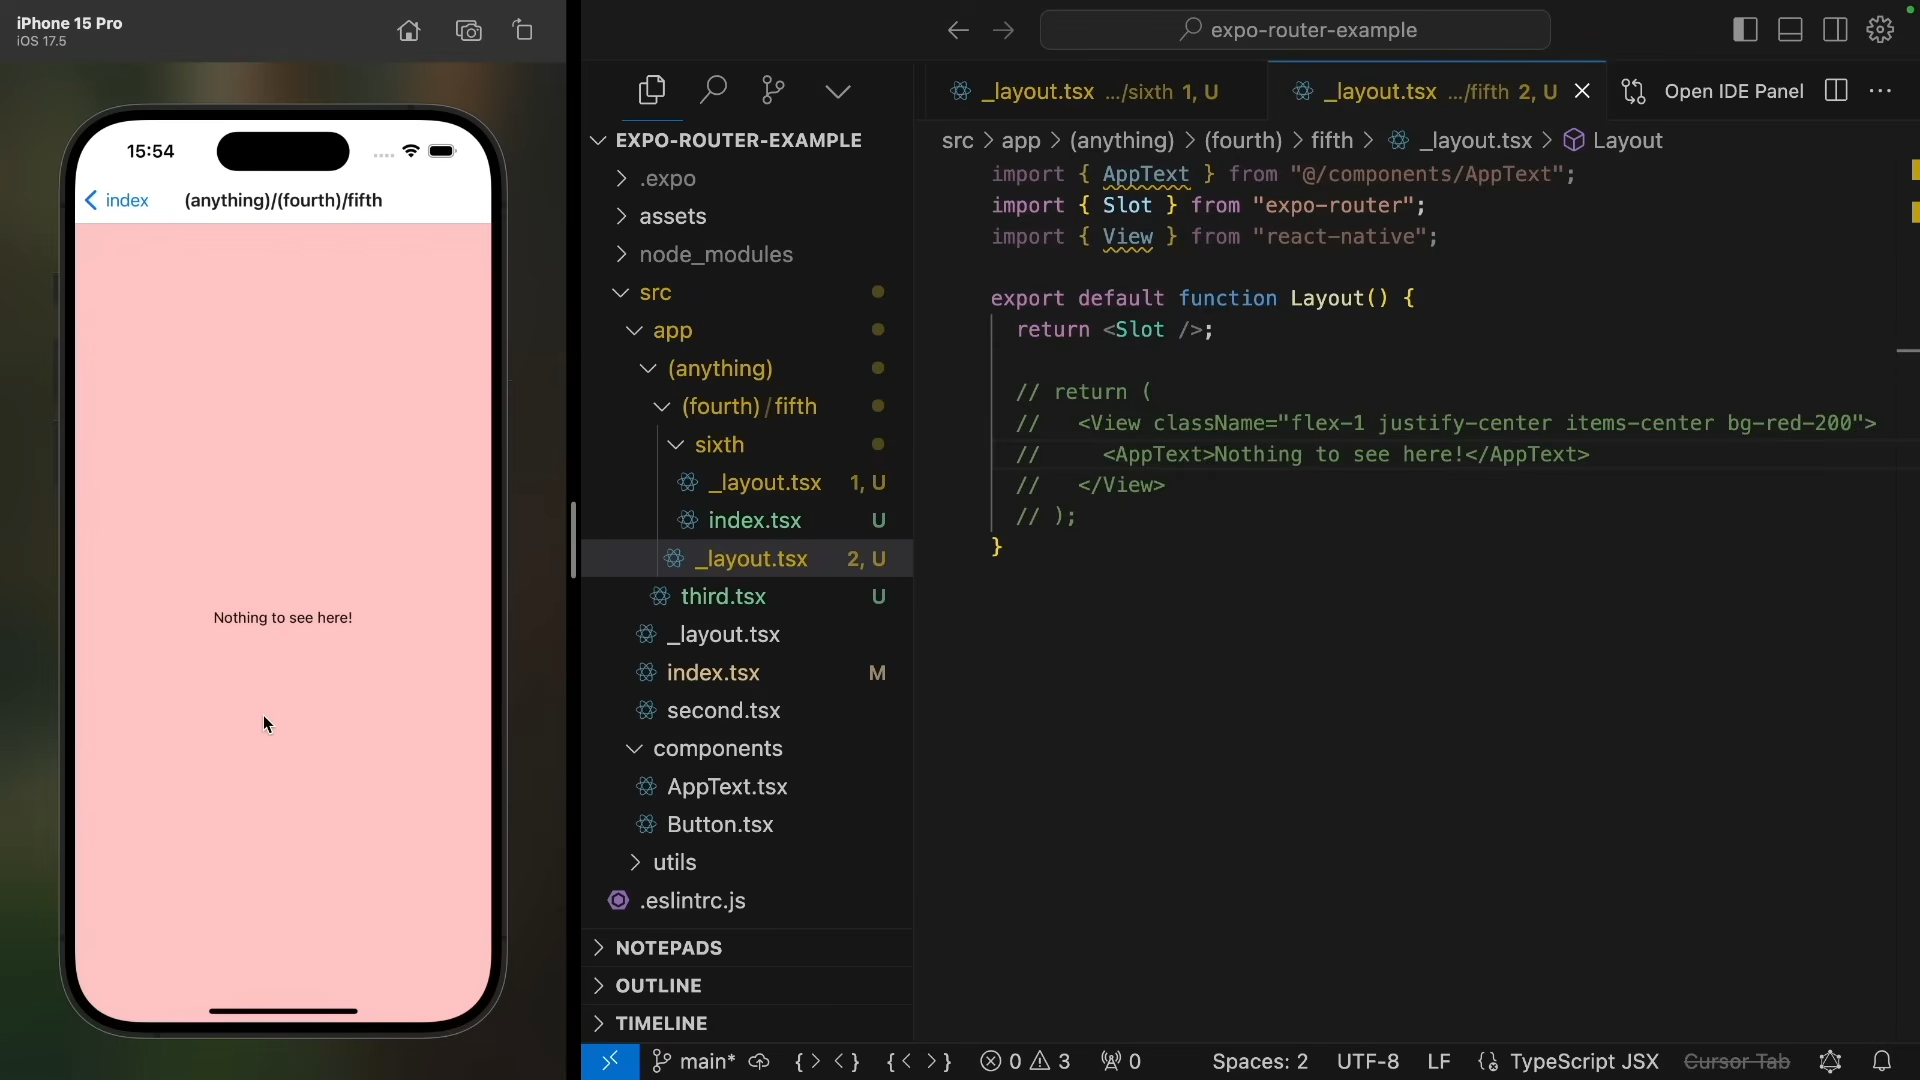 iPhone 15 Pro
iOS 17.5
15:54
index
(anything)/(fourth)/fifth
Nothing to see here!
expo-router-example
EXPO-ROUTER-EXAMPLE
.expo
assets
node_modules
src
app
(anything)
(fourth)/fifth
sixth
_layout.tsx 1, U
index.tsx U
_layout.tsx 2, U
third.tsx U
_layout.tsx
index.tsx M
second.tsx
components
AppText.tsx
Button.tsx
utils
.eslintrc.js
NOTEPADS
OUTLINE
TIMELINE
_layout.tsx .../sixth 1, U
_layout.tsx .../fifth 2, U
Open IDE Panel
src > app > (anything) > (fourth) > fifth > _layout.tsx > Layout
import { AppText } from "@/components/AppText";
import { Slot } from "expo-router";
import { View } from "react-native";
export default function Layout() {
return <Slot />;
// return (
//   <View className="flex-1 justify-center items-center bg-red-200">
//     <AppText>Nothing to see here!</AppText>
//   </View>
// );
}
main* 0 3 0 Spaces: 2 UTF-8 LF TypeScript JSX Cursor Tab